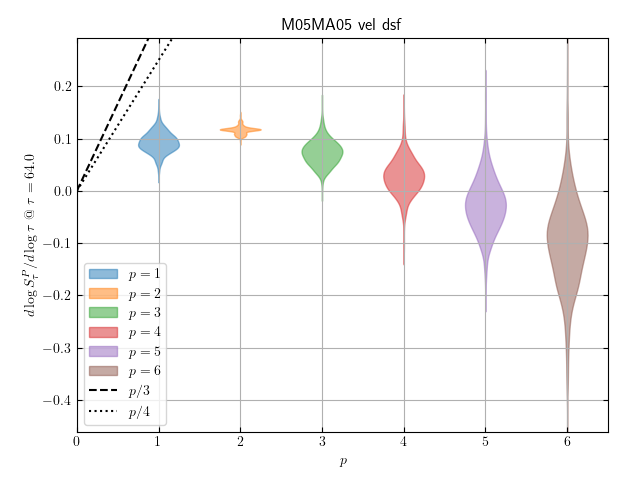 M05MA05 vel dsf
d log S_τ^P / d log τ @ τ = 64.0
0.2
0.1
0.0
−0.1
−0.2
−0.3
−0.4
p = 1
p = 2
p = 3
p = 4
p = 5
p = 6
p/3
p/4
0 1 2 3 4 5 6
p